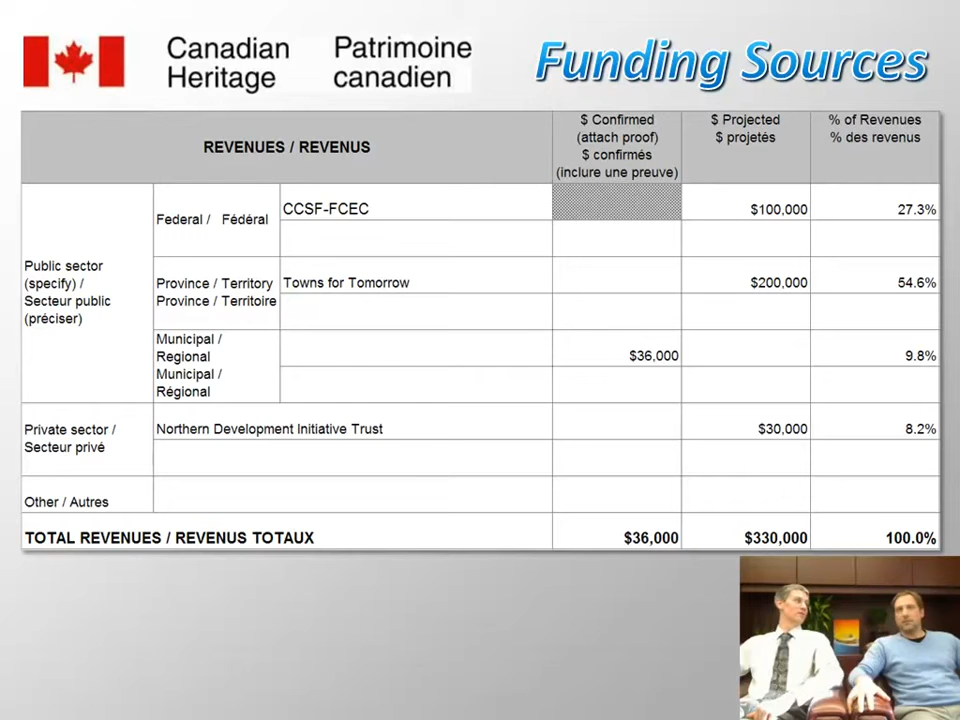 Canadian Heritage
Patrimoine canadien
Funding Sources
REVENUES / REVENUS
$ Confirmed
(attach proof)
$ confirmés
(inclure une preuve)
$ Projected
$ projetés
% of Revenues
% des revenus
Public sector
(specify) /
Secteur public
(préciser)
Federal / Fédéral
CCSF-FCEC
$100,000
27.3%
Province / Territory
Province / Territoire
Towns for Tomorrow
$200,000
54.6%
Municipal /
Regional
Municipal /
Régional
$36,000
9.8%
Private sector /
Secteur privé
Northern Development Initiative Trust
$30,000
8.2%
Other / Autres
TOTAL REVENUES / REVENUS TOTAUX
$36,000
$330,000
100.0%